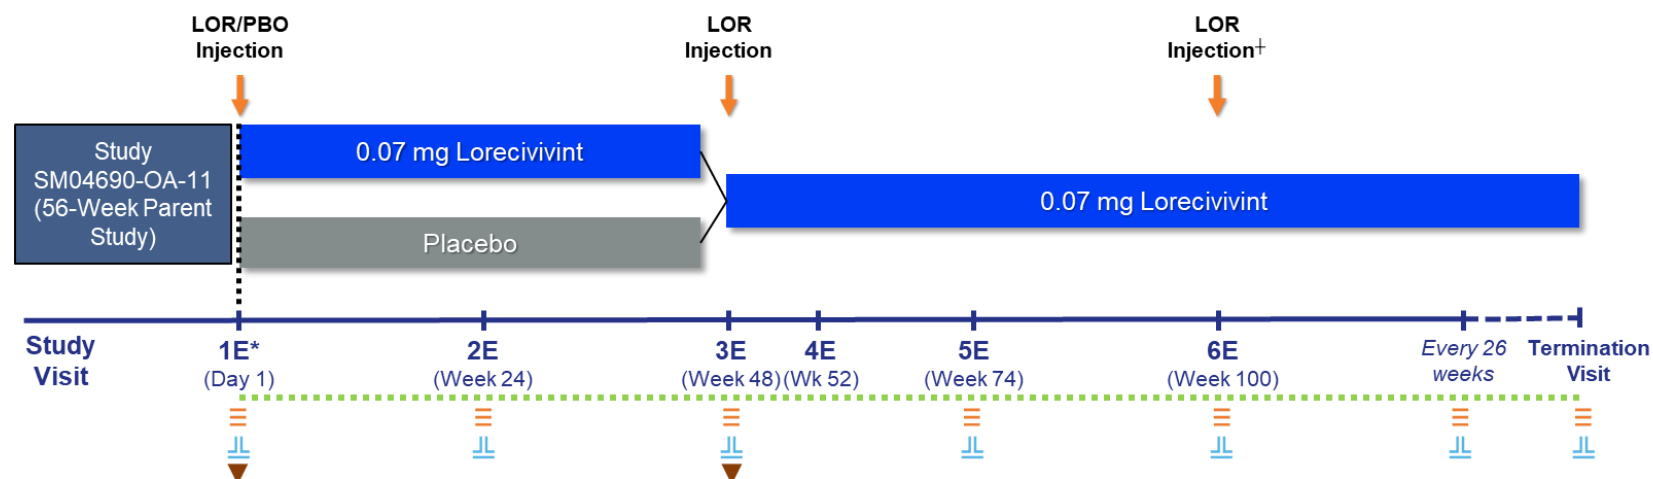 LOR/PBO
Injection
LOR
Injection
LOR
Injection┼
Study
SM04690-OA-11
(56-Week Parent
Study)
0.07 mg Lorecivivint
Placebo
0.07 mg Lorecivivint
Study
Visit
1E*
(Day 1)
2E
(Week 24)
3E
(Week 48)
4E
(Wk 52)
5E
(Week 74)
6E
(Week 100)
Every 26
weeks
Termination
Visit